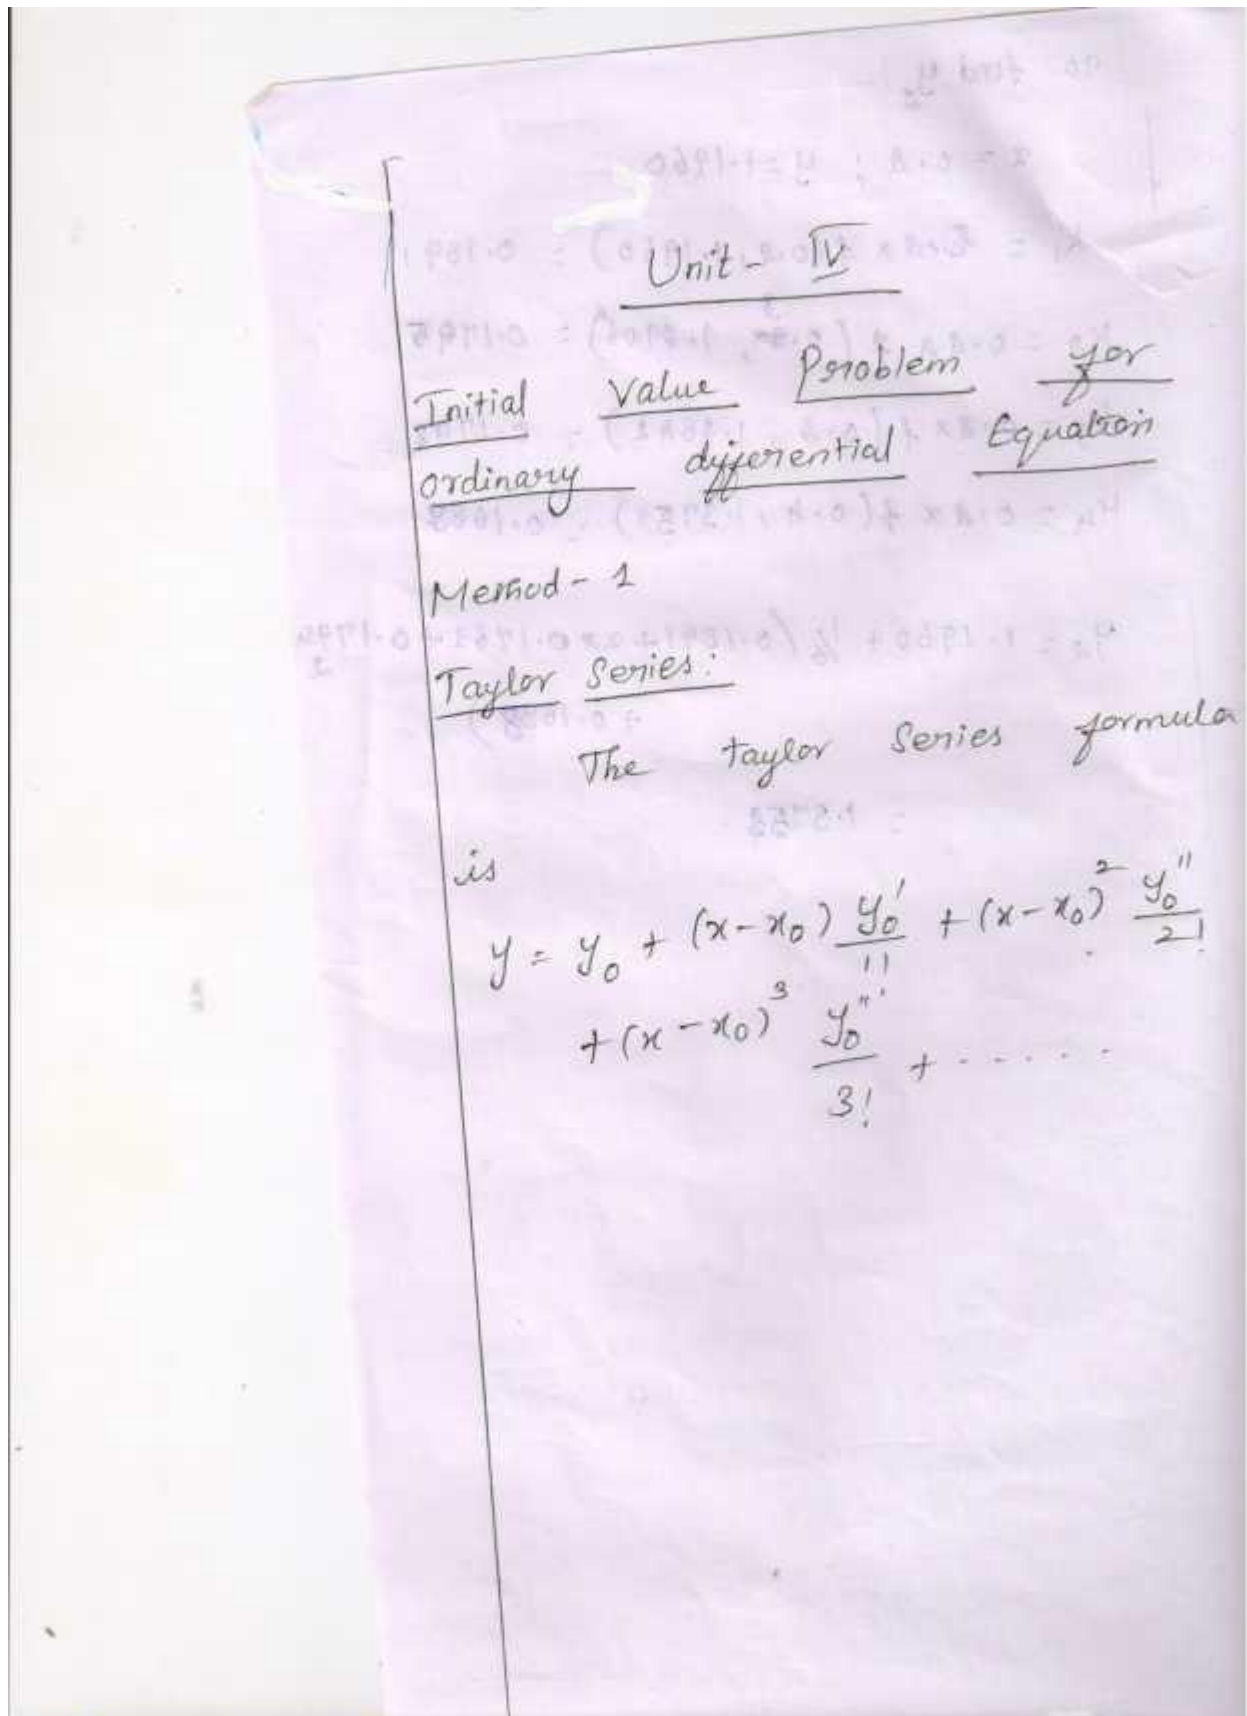 Unit - IV
Initial Value Problem for
ordinary differential Equation
Method - 1
Taylor Series:
The taylor Series formula
is
y = y₀ + (x - x₀) y₀'/1! + (x - x₀)² y₀''/2!
+ (x - x₀)³ y₀'''/3! + . . . . .